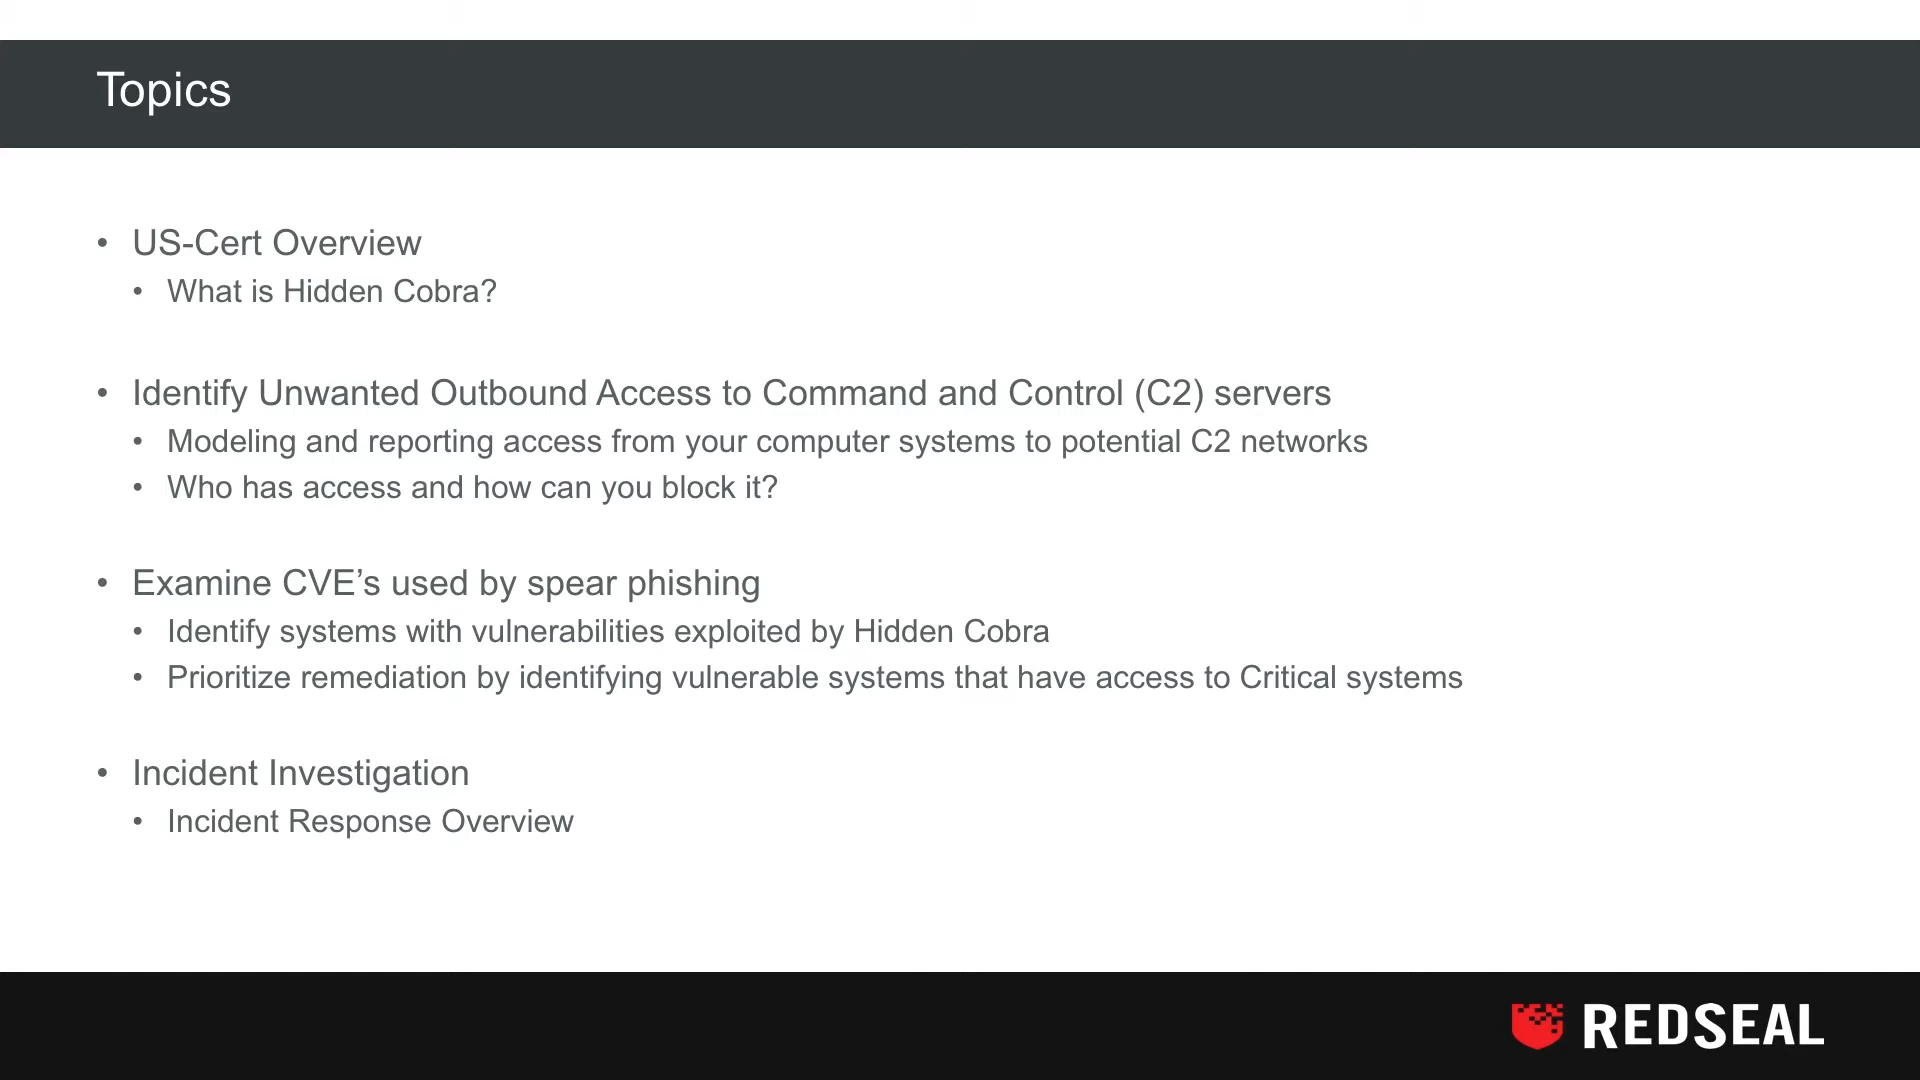 Topics
• US-Cert Overview
• What is Hidden Cobra?
• Identify Unwanted Outbound Access to Command and Control (C2) servers
• Modeling and reporting access from your computer systems to potential C2 networks
• Who has access and how can you block it?
• Examine CVE’s used by spear phishing
• Identify systems with vulnerabilities exploited by Hidden Cobra
• Prioritize remediation by identifying vulnerable systems that have access to Critical systems
• Incident Investigation
• Incident Response Overview
REDSEAL